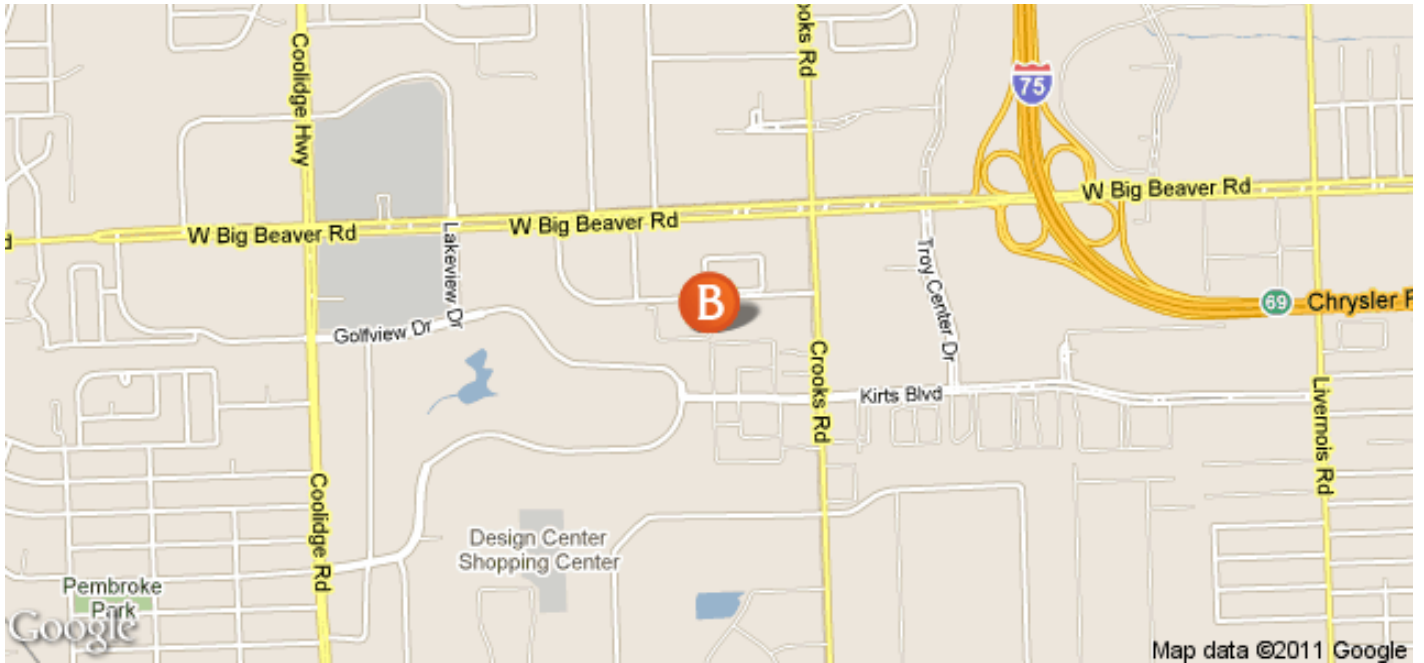 Coolidge Hwy
ooks Rd
75
W Big Beaver Rd
W Big Beaver Rd
W Big Beaver Rd
d
Lakeview Dr
Troy Center Dr
B
69
Chrysler F
Golfview Dr
Crooks Rd
Kirts Blvd
Livernois Rd
Coolidge Rd
Design Center
Shopping Center
Pembroke
Park
Google
Map data ©2011 Google